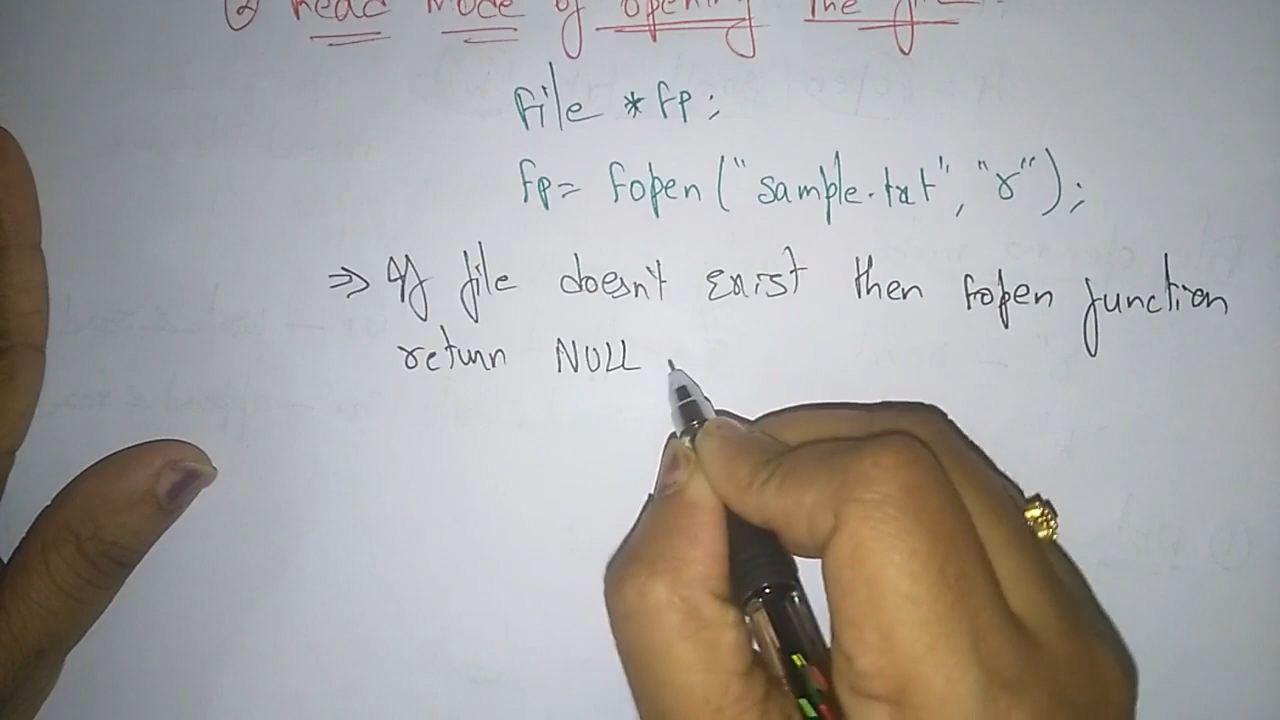 ② Read Mode of opening the file
File *fp;
fp= fopen("sample.txt", "r");
⇒ If file doesn't exist then fopen function
return NULL